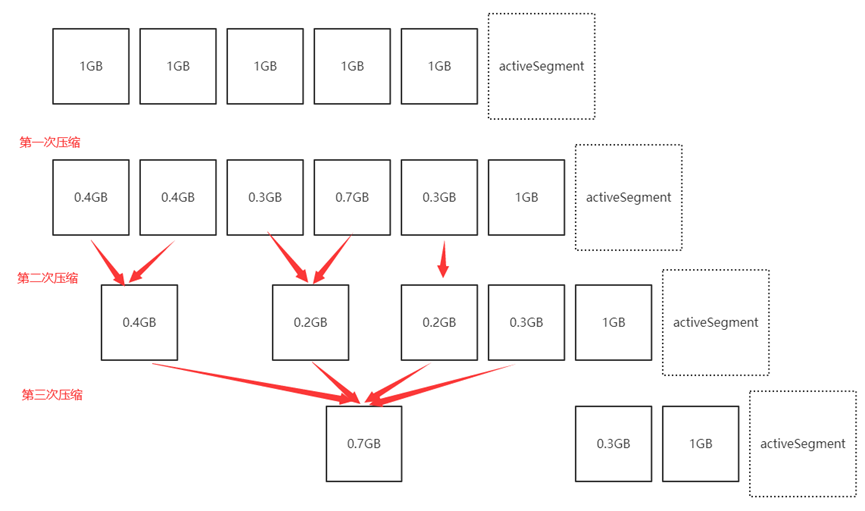 1GB 1GB 1GB 1GB 1GB activeSegment
第一次压缩
0.4GB 0.4GB 0.3GB 0.7GB 0.3GB 1GB activeSegment
第二次压缩
0.4GB 0.2GB 0.2GB 0.3GB 1GB activeSegment
第三次压缩
0.7GB 0.3GB 1GB activeSegment